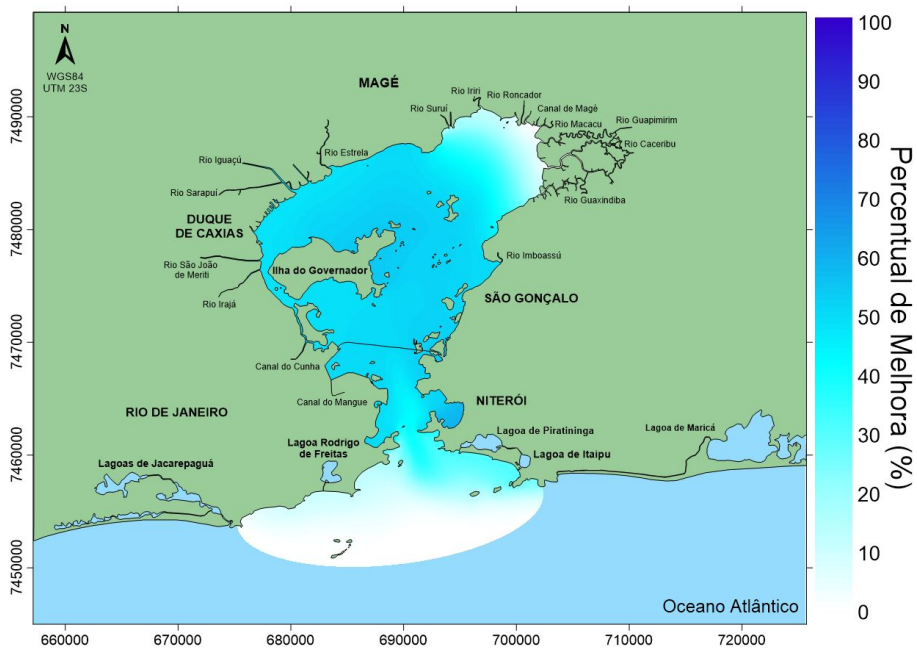 N
WGS84
UTM 23S
MAGÉ
Rio Iriri
Rio Roncador
Rio Suruí
Canal de Magè
Rio Macacu
Rio Guapimirim
Rio Caceribu
Rio Guaxindiba
Rio Estrela
Rio Iguaçú
Rio Sarapuí
DUQUE
DE CAXIAS
Rio São João
de Meriti
Ilha do Governador
Rio Irajá
Rio Imboassú
SÃO GONÇALO
Canal do Cunha
Canal do Mangue
RIO DE JANEIRO
NITERÓI
Lagoa Rodrigo
de Freitas
Lagoa de Piratininga
Lagoa de Itaipu
Lagoa de Maricá
Lagoas de Jacarepaguá
Oceano Atlântico
7490000
7480000
7470000
7460000
7450000
660000
670000
680000
690000
700000
710000
720000
100
90
80
70
60
50
40
30
20
10
0
Percentual de Melhora (%)